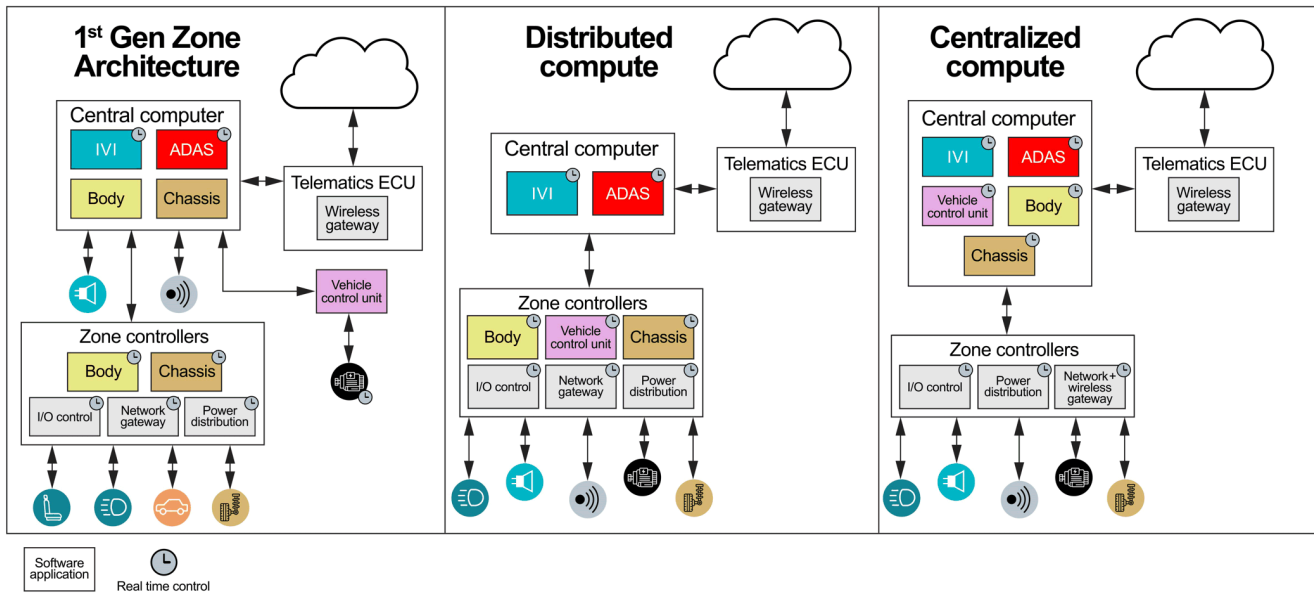 1st Gen Zone
Architecture
Central computer
IVI
ADAS
Body
Chassis
Telematics ECU
Wireless
gateway
Vehicle
control unit
Zone controllers
Body
Chassis
I/O control
Network
gateway
Power
distribution
Distributed
compute
Central computer
IVI
ADAS
Telematics ECU
Wireless
gateway
Zone controllers
Body
Vehicle
control unit
Chassis
I/O control
Network
gateway
Power
distribution
Centralized
compute
Central computer
IVI
ADAS
Vehicle
control unit
Body
Chassis
Telematics ECU
Wireless
gateway
Zone controllers
I/O control
Power
distribution
Network+
wireless
gateway
Software
application
Real time control